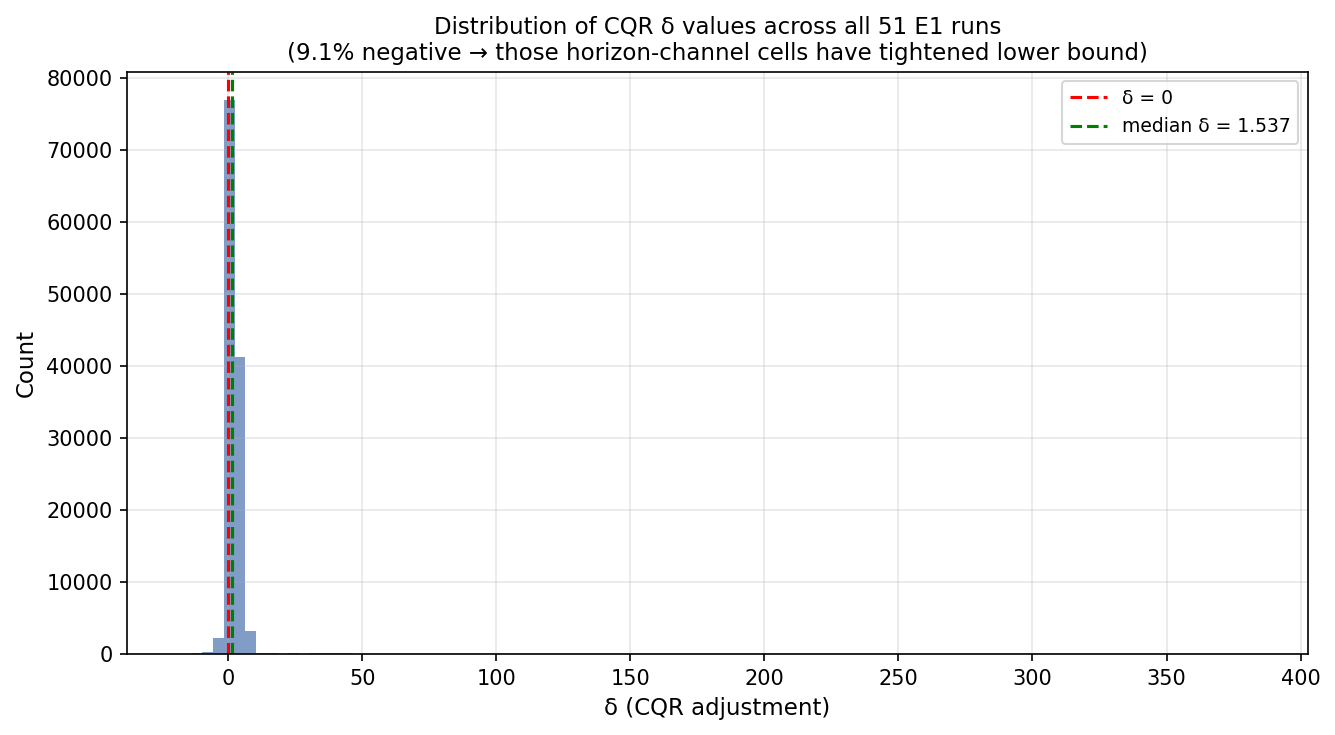 Distribution of CQR δ values across all 51 E1 runs
(9.1% negative → those horizon-channel cells have tightened lower bound)
80000
70000
60000
50000
40000
30000
20000
10000
0
Count
δ = 0
median δ = 1.537
0 50 100 150 200 250 300 350 400
δ (CQR adjustment)